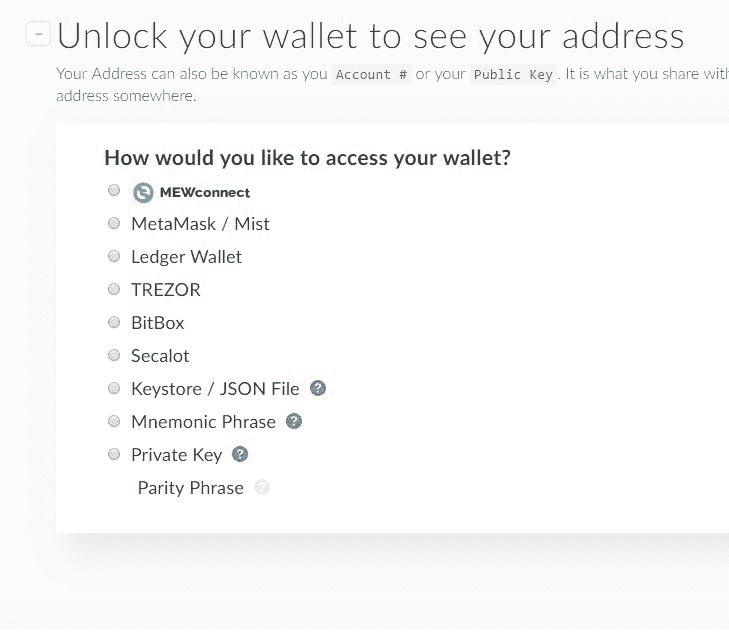 Unlock your wallet to see your address
Your Address can also be known as you Account # or your Public Key. It is what you share with
address somewhere.
How would you like to access your wallet?
MEWconnect
MetaMask / Mist
Ledger Wallet
TREZOR
BitBox
Secalot
Keystore / JSON File ?
Mnemonic Phrase ?
Private Key ?
Parity Phrase ?